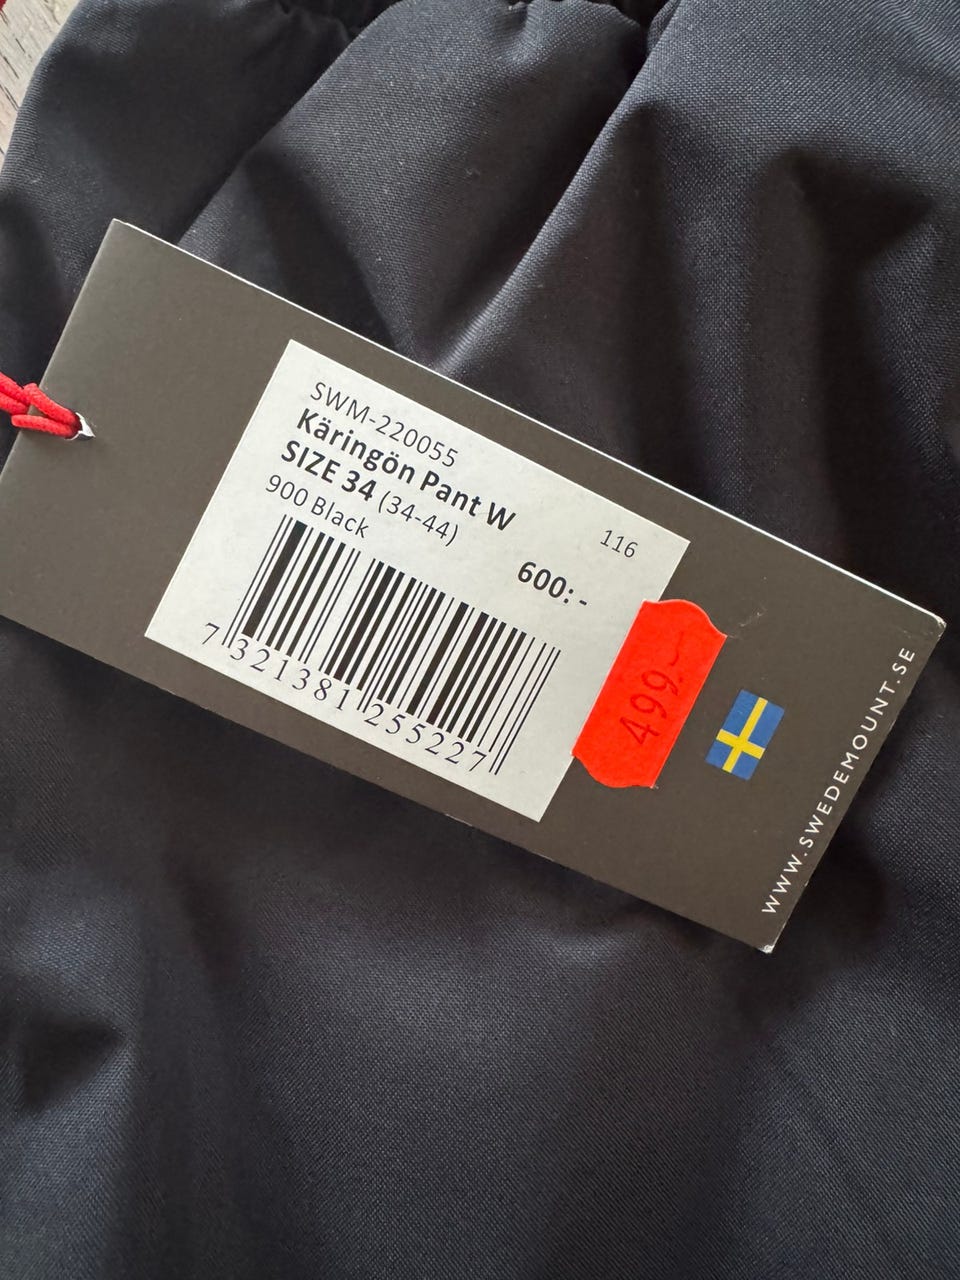 SWM-220055
Käringön Pant W
SIZE 34 (34-44)
900 Black
116
600:-
7 321381 255227
499:-
WWW.SWEDEMOUNT.SE